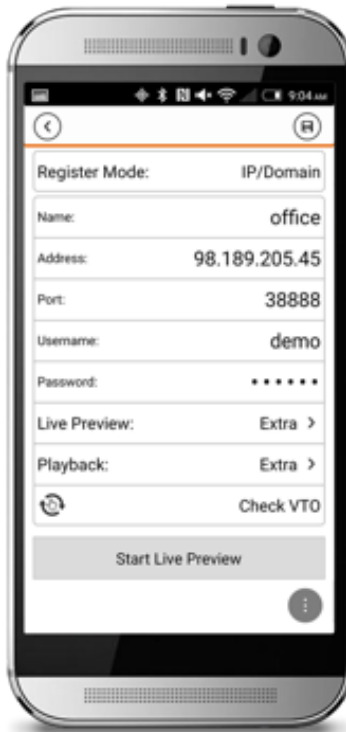 9:04 AM
Register Mode: IP/Domain
Name: office
Address: 98.189.205.45
Port: 38888
Username: demo
Password: ••••••
Live Preview: Extra >
Playback: Extra >
Check VTO
Start Live Preview